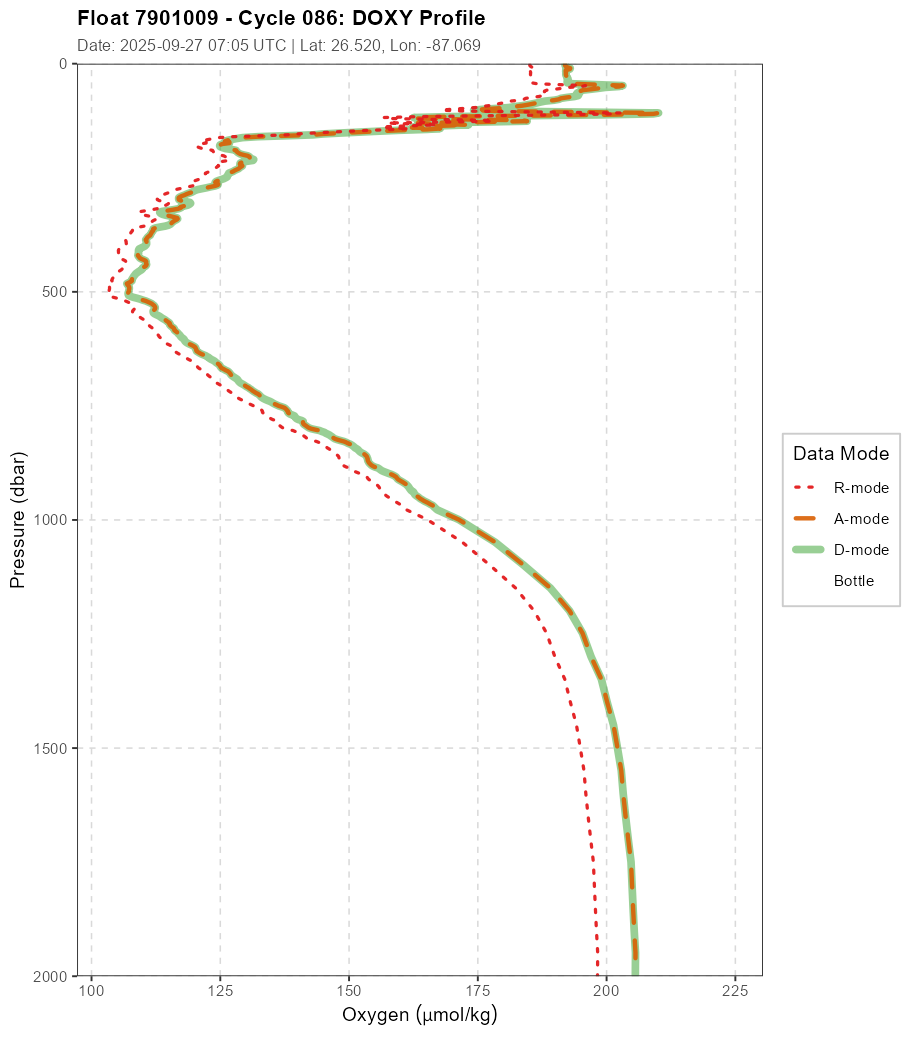 Float 7901009 - Cycle 086: DOXY Profile
Date: 2025-09-27 07:05 UTC | Lat: 26.520, Lon: -87.069
0
500
1000
1500
2000
Pressure (dbar)
100
125
150
175
200
225
Oxygen (μmol/kg)
Data Mode
R-mode
A-mode
D-mode
Bottle